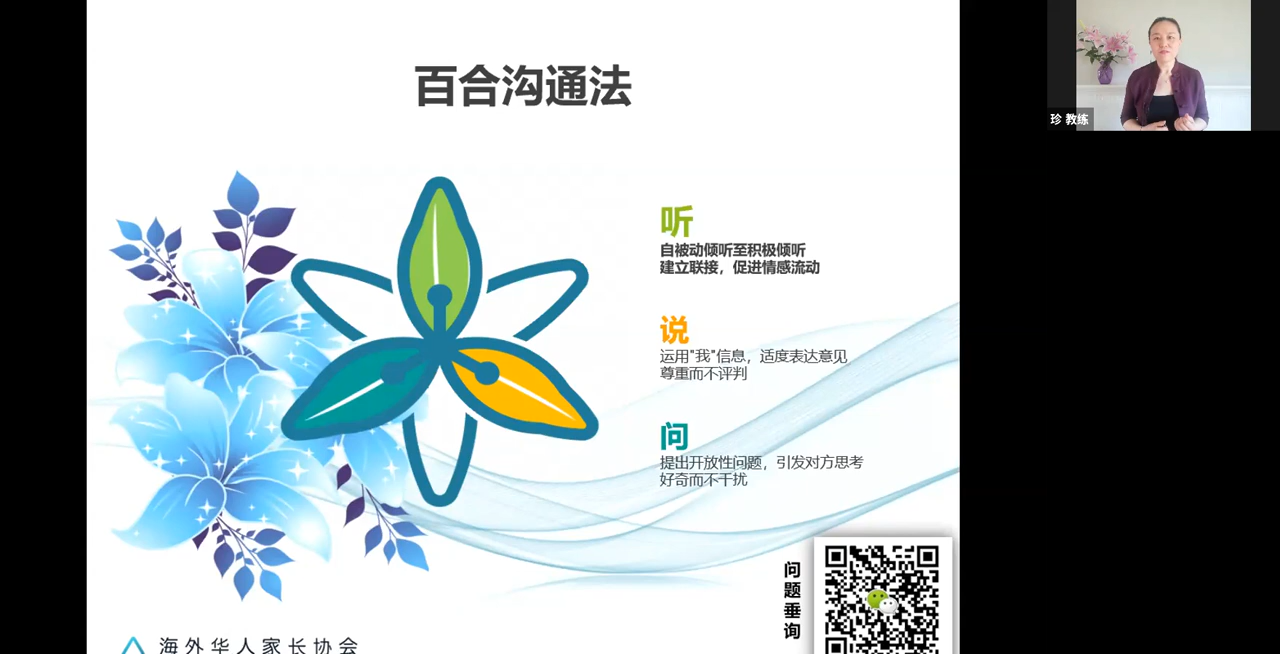 百合沟通法
珍 教练
听
自被动倾听至积极倾听
建立联接，促进情感流动
说
运用"我"信息，适度表达意见
尊重而不评判
问
提出开放性问题，引发对方思考
好奇而不干扰
问题垂询
海外华人家长协会